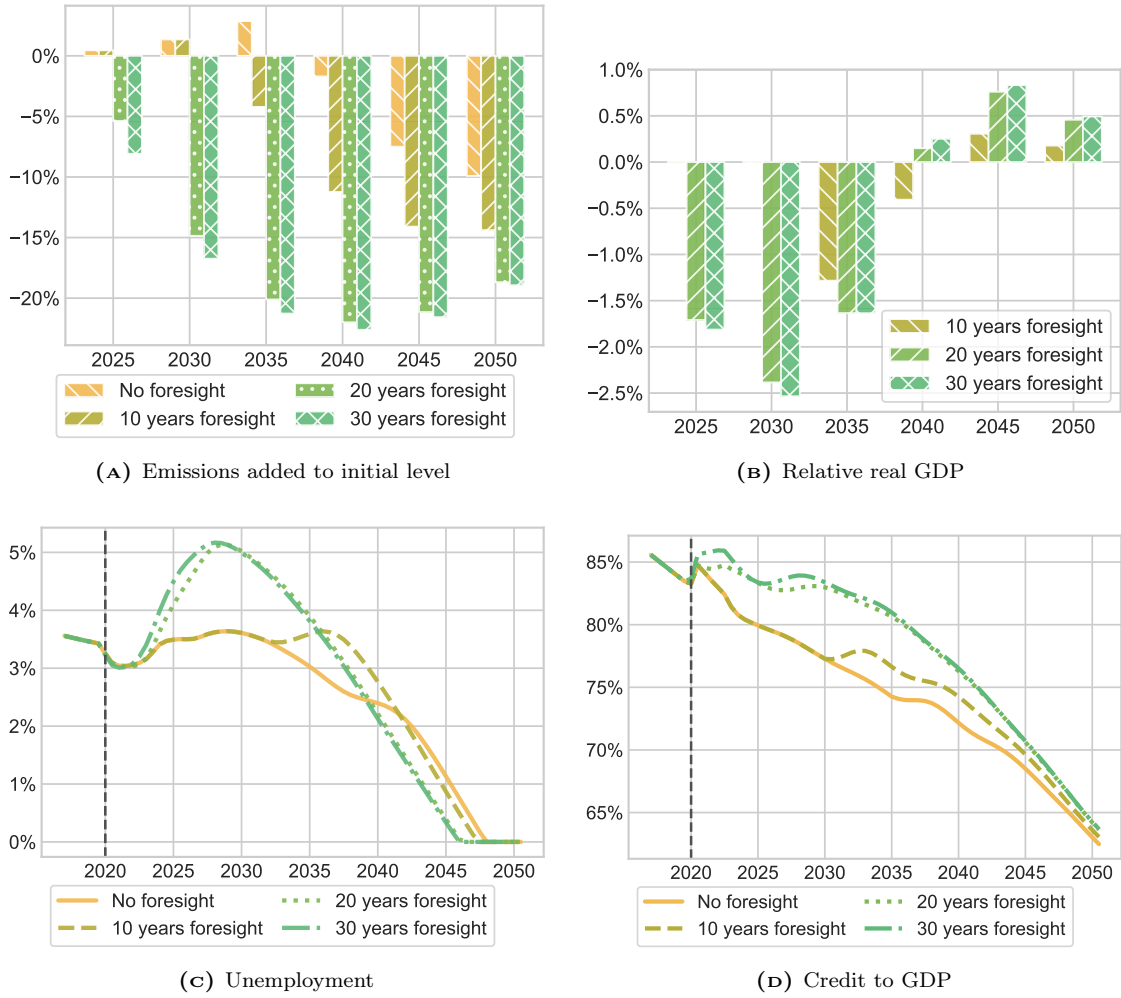 0%
−5%
−10%
−15%
−20%
2025 2030 2035 2040 2045 2050
No foresight 20 years foresight
10 years foresight 30 years foresight
(A) Emissions added to initial level
1.0%
0.5%
0.0%
−0.5%
−1.0%
−1.5%
−2.0%
−2.5%
10 years foresight
20 years foresight
30 years foresight
2025 2030 2035 2040 2045 2050
(B) Relative real GDP
5%
4%
3%
2%
1%
0%
2020 2025 2030 2035 2040 2045 2050
No foresight 20 years foresight
10 years foresight 30 years foresight
(C) Unemployment
85%
80%
75%
70%
65%
2020 2025 2030 2035 2040 2045 2050
No foresight 20 years foresight
10 years foresight 30 years foresight
(D) Credit to GDP